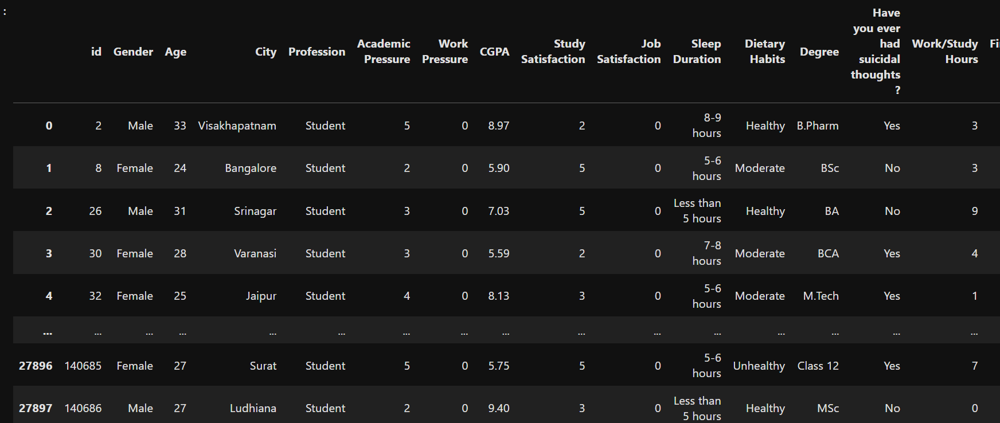 :
id Gender Age City Profession Academic Pressure Work Pressure CGPA Study Satisfaction Job Satisfaction Sleep Duration Dietary Habits Degree Have you ever had suicidal thoughts ? Work/Study Hours Fi
0 2 Male 33 Visakhapatnam Student 5 0 8.97 2 0 8-9 hours Healthy B.Pharm Yes 3
1 8 Female 24 Bangalore Student 2 0 5.90 5 0 5-6 hours Moderate BSc No 3
2 26 Male 31 Srinagar Student 3 0 7.03 5 0 Less than 5 hours Healthy BA No 9
3 30 Female 28 Varanasi Student 3 0 5.59 2 0 7-8 hours Moderate BCA Yes 4
4 32 Female 25 Jaipur Student 4 0 8.13 3 0 5-6 hours Moderate M.Tech Yes 1
... ... ... ... ... ... ... ... ... ... ... ... ... ... ... ...
27896 140685 Female 27 Surat Student 5 0 5.75 5 0 5-6 hours Unhealthy Class 12 Yes 7
27897 140686 Male 27 Ludhiana Student 2 0 9.40 3 0 Less than 5 hours Healthy MSc No 0